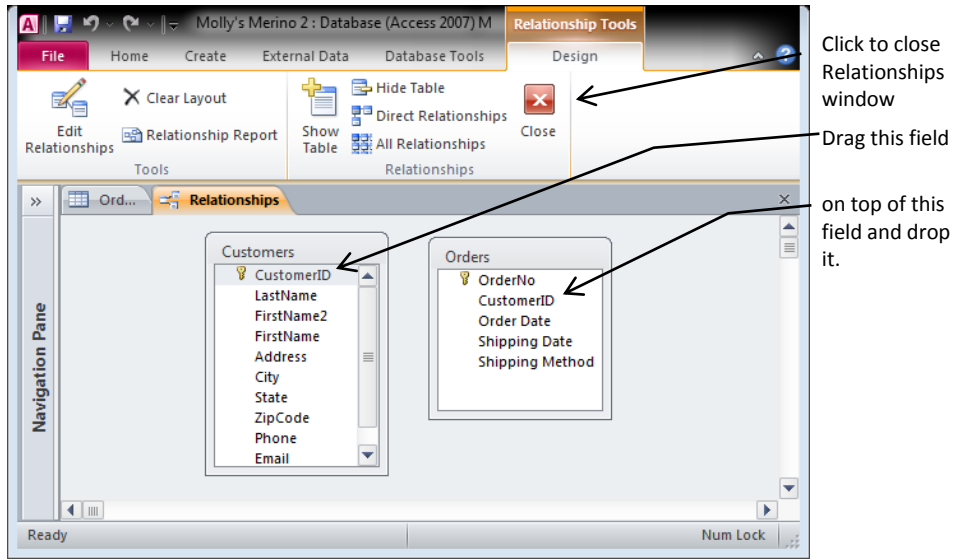 Molly's Merino 2 : Database (Access 2007) M
Relationship Tools
File Home Create External Data Database Tools Design
Click to close
Relationships
window
Edit
Relationships
Clear Layout
Relationship Report
Tools
Show
Table
Hide Table
Direct Relationships
All Relationships
Close
Relationships
Drag this field
on top of this
field and drop
it.
Ord...
Relationships
Navigation Pane
Customers
CustomerID
LastName
FirstName2
FirstName
Address
City
State
ZipCode
Phone
Email
Orders
OrderNo
CustomerID
Order Date
Shipping Date
Shipping Method
Ready
Num Lock